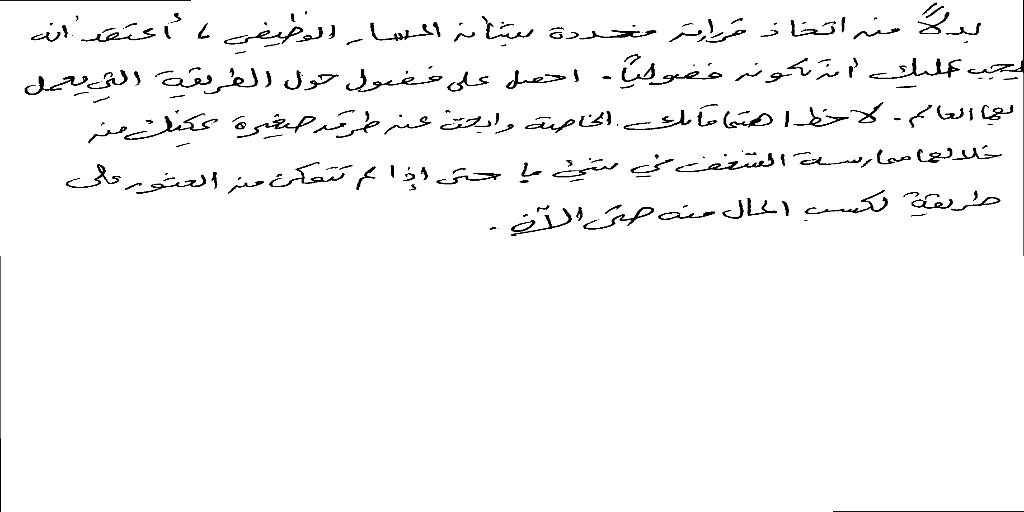 بدلاً من اتخاذ قرارات محددة بشأن المسار الوظيفي ، أعتقد أنه
يجب عليك أن تكون فضولياً. احصل على فضول حول الطريقة التي يعمل
بها العالم. لاحظ اهتماماتك الخاصة وابحث عن طرق صغيرة يمكنك من
خلالها ممارسة الشغف في شيء ما حتى إذا لم تتمكن من العثور على
طريقة لكسب المال منه حتى الآن.